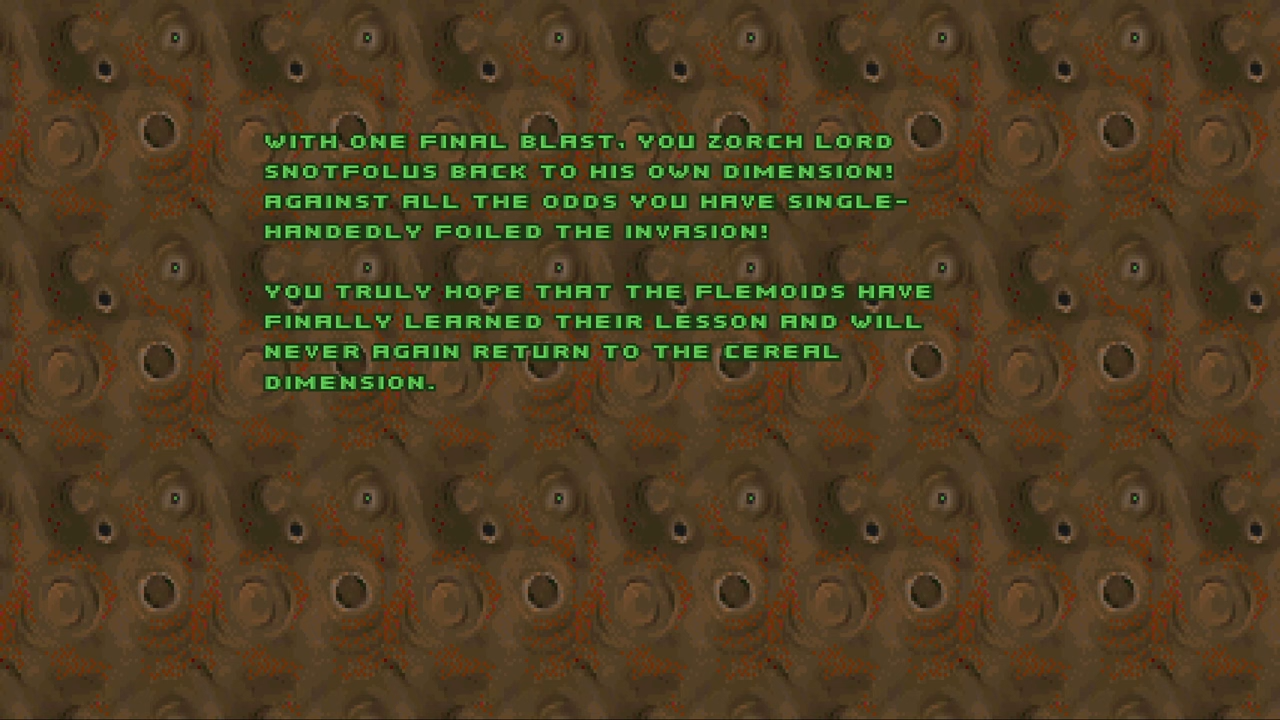 WITH ONE FINAL BLAST, YOU ZORCH LORD
SNOTFOLUS BACK TO HIS OWN DIMENSION!
AGAINST ALL THE ODDS YOU HAVE SINGLE-
HANDEDLY FOILED THE INVASION!
YOU TRULY HOPE THAT THE FLEMOIDS HAVE
FINALLY LEARNED THEIR LESSON AND WILL
NEVER AGAIN RETURN TO THE CEREAL
DIMENSION.